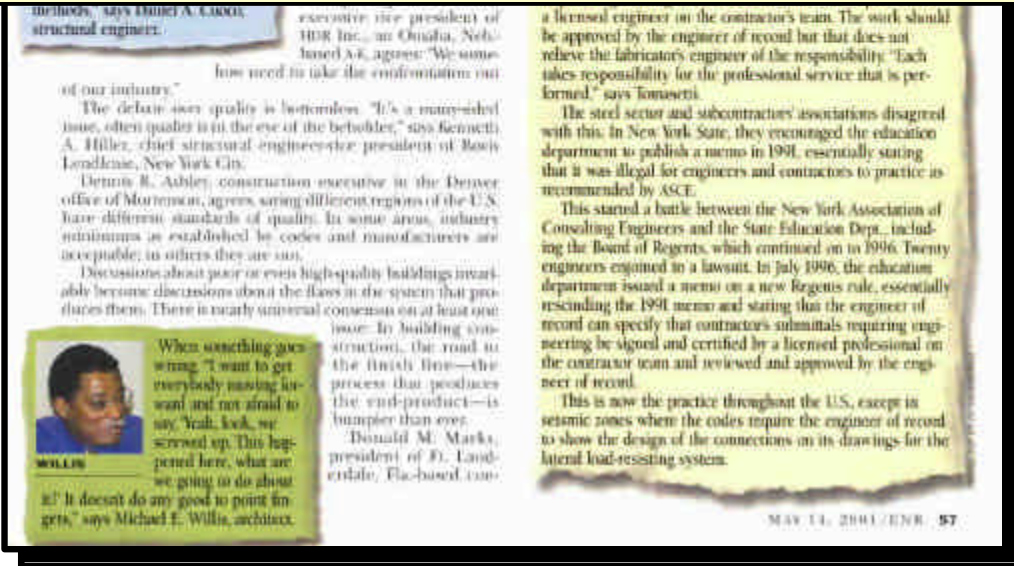 methods," says Daniel A. Cuoco,
structural engineer.
executive vice president of
HDR Inc., an Omaha, Neb.-
based A-E, agrees: "We some-
how need to take the confrontation out
of our industry."
The debate over quality is bottomless. "It's a many-sided
issue, often quality is in the eye of the beholder," says Kenneth
A. Hiller, chief structural engineer-vice president of Bovis
Lendlease, New York City.
Dennis R. Ashley, construction executive in the Denver
office of Mortenson, agrees, saying different regions of the U.S.
have different standards of quality. In some areas, industry
minimums as established by codes and manufacturers are
acceptable; in others they are not.
Discussions about poor or even high-quality buildings invari-
ably become discussions about the flaws in the system that pro-
duces them. There is nearly universal consensus on at least one
issue: In building con-
struction, the road to
the finish line—the
process that produces
the end-product—is
bumpier than ever.
Donald M. Marks,
president of Ft. Laud-
erdale, Fla.-based con-
When something goes
wrong, "I want to get
everybody moving for-
ward and not afraid to
say, 'Yeah, look, we
screwed up. This hap-
pened here, what are
we going to do about
it?' It doesn't do any good to point fin-
gers," says Michael E. Willis, architect.
WILLIS
a licensed engineer on the contractor's team. The work should
be approved by the engineer of record but that does not
relieve the fabricator's engineer of the responsibility. "Each
takes responsibility for the professional service that is per-
formed," says Tomasetti.
The steel sector and subcontractors' associations disagreed
with this. In New York State, they encouraged the education
department to publish a memo in 1991, essentially stating
that it was illegal for engineers and contractors to practice as
recommended by ASCE.
This started a battle between the New York Association of
Consulting Engineers and the State Education Dept., includ-
ing the Board of Regents, which continued on to 1996. Twenty
engineers enjoined in a lawsuit. In July 1996, the education
department issued a memo on a new Regents rule, essentially
rescinding the 1991 memo and stating that the engineer of
record can specify that contractor's submittals requiring engi-
neering be signed and certified by a licensed professional on
the contractor team and reviewed and approved by the engi-
neer of record.
This is now the practice throughout the U.S., except in
seismic zones where the codes require the engineer of record
to show the design of the connections on its drawings for the
lateral load-resisting system.
MAY 14, 2001/ENR 57